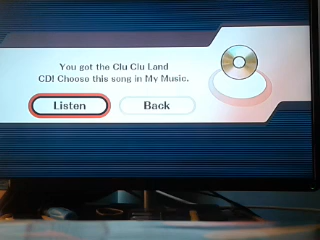 You got the Clu Clu Land
CD! Choose this song in My Music.
Listen
Back